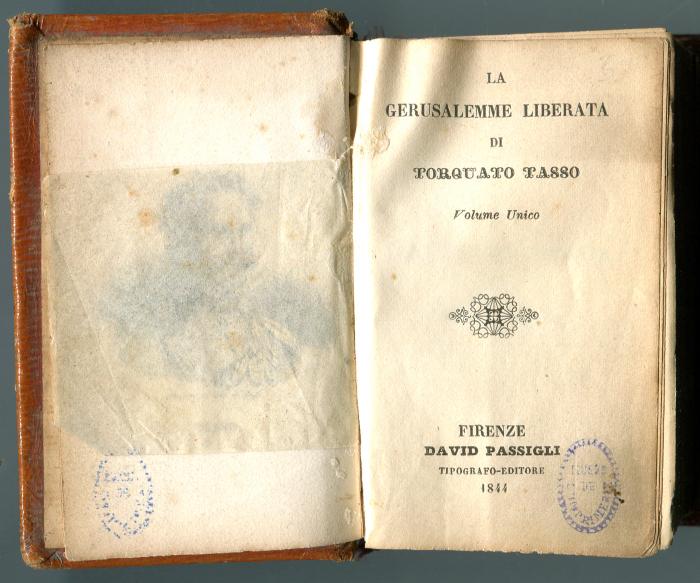 LA
GERUSALEMME LIBERATA
DI
TORQUATO TASSO
Volume Unico
FIRENZE
DAVID PASSIGLI
TIPOGRAFO-EDITORE
1844